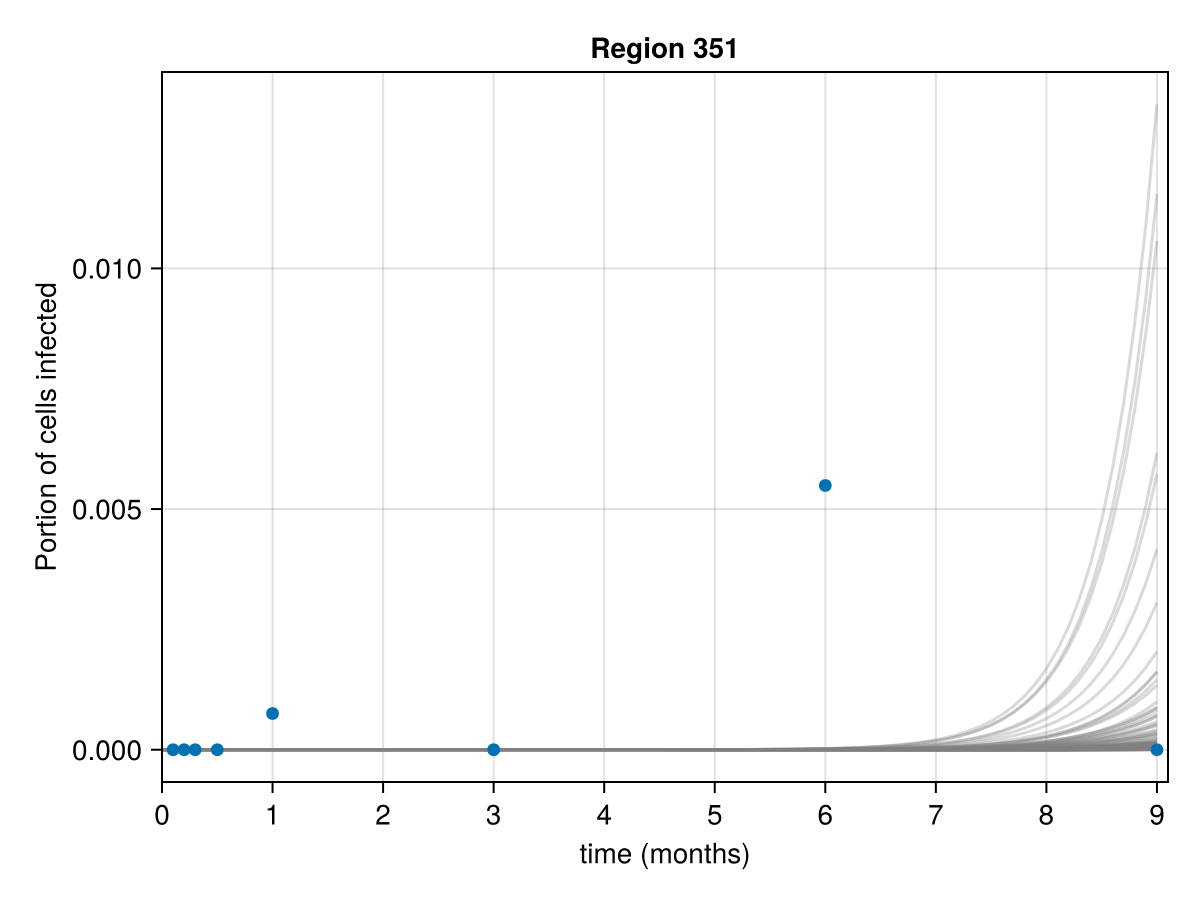 Region 351
Portion of cells infected
0.010
0.005
0.000
0 1 2 3 4 5 6 7 8 9
time (months)